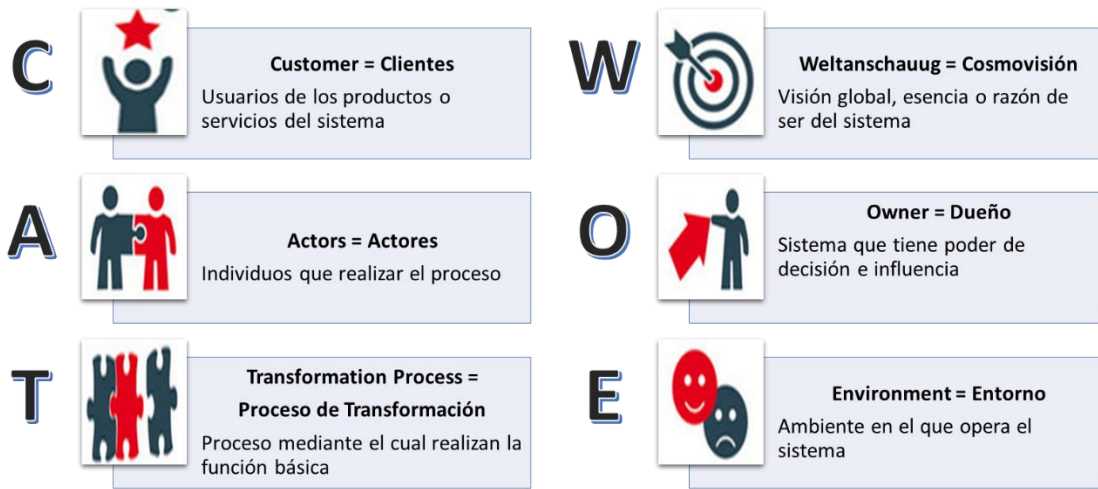 C
Customer = Clientes
Usuarios de los productos o
servicios del sistema
A
Actors = Actores
Individuos que realizar el proceso
T
Transformation Process =
Proceso de Transformación
Proceso mediante el cual realizan la
función básica
W
Weltanschauug = Cosmovisión
Visión global, esencia o razón de
ser del sistema
O
Owner = Dueño
Sistema que tiene poder de
decisión e influencia
E
Environment = Entorno
Ambiente en el que opera el
sistema